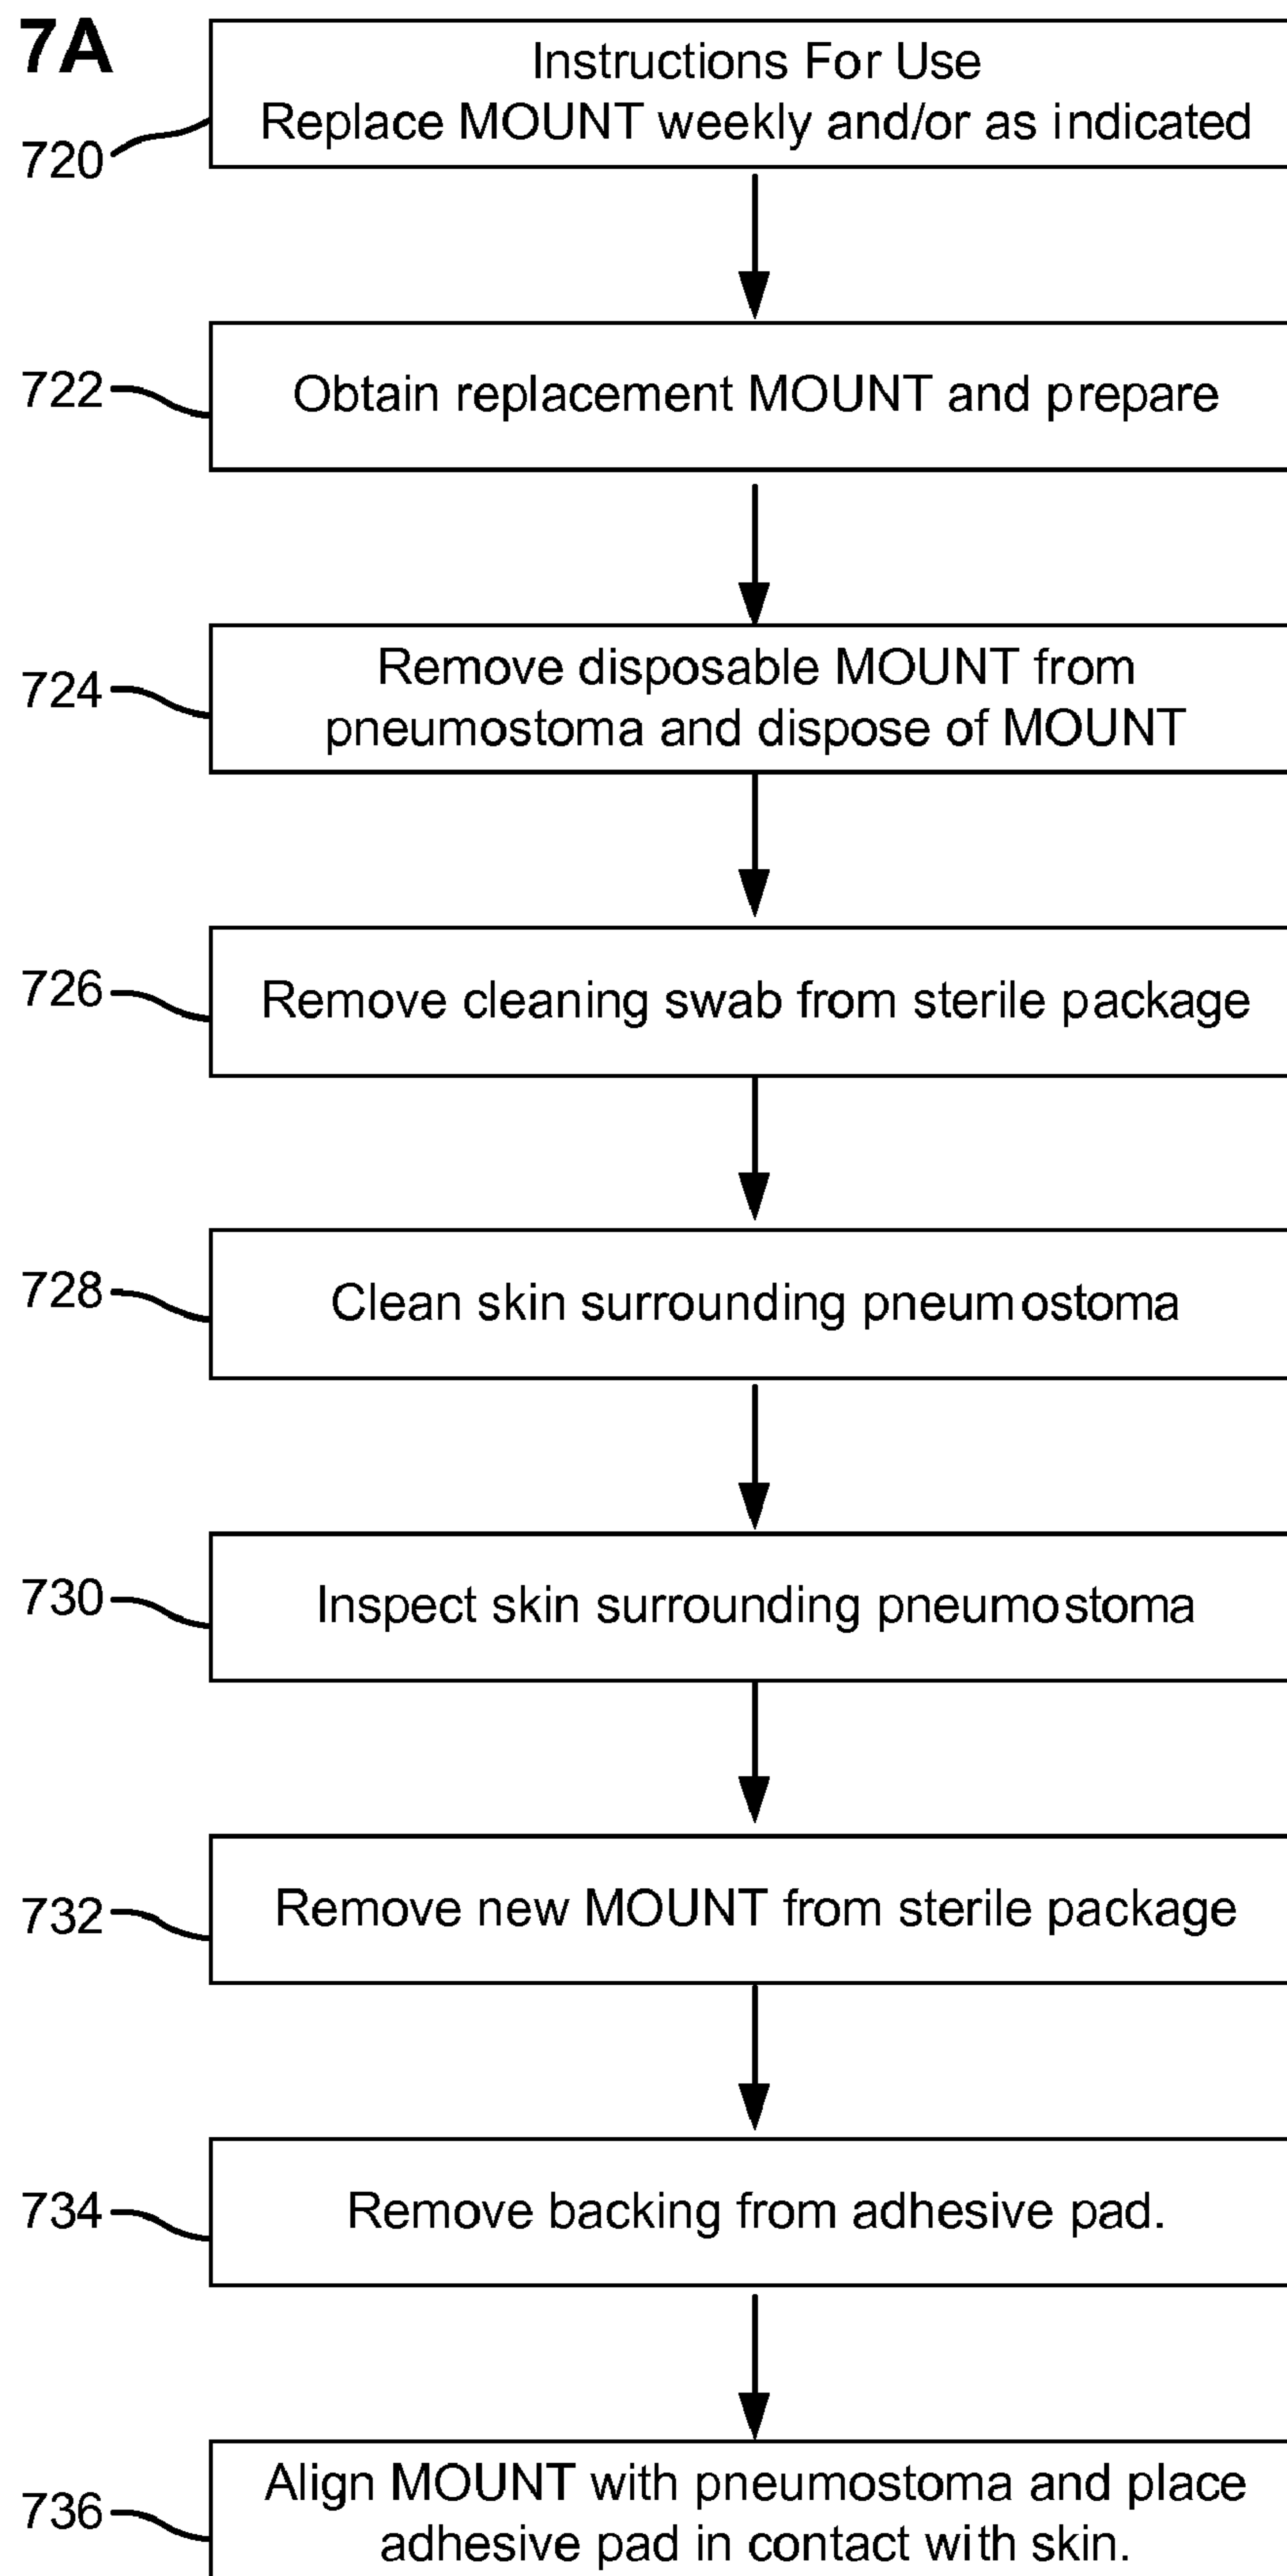 7A
Instructions For Use
Replace MOUNT weekly and/or as indicated
720
722
Obtain replacement MOUNT and prepare
724
Remove disposable MOUNT from
pneumostoma and dispose of MOUNT
726
Remove cleaning swab from sterile package
728
Clean skin surrounding pneumostoma
730
Inspect skin surrounding pneumostoma
732
Remove new MOUNT from sterile package
734
Remove backing from adhesive pad.
736
Align MOUNT with pneumostoma and place
adhesive pad in contact with skin.